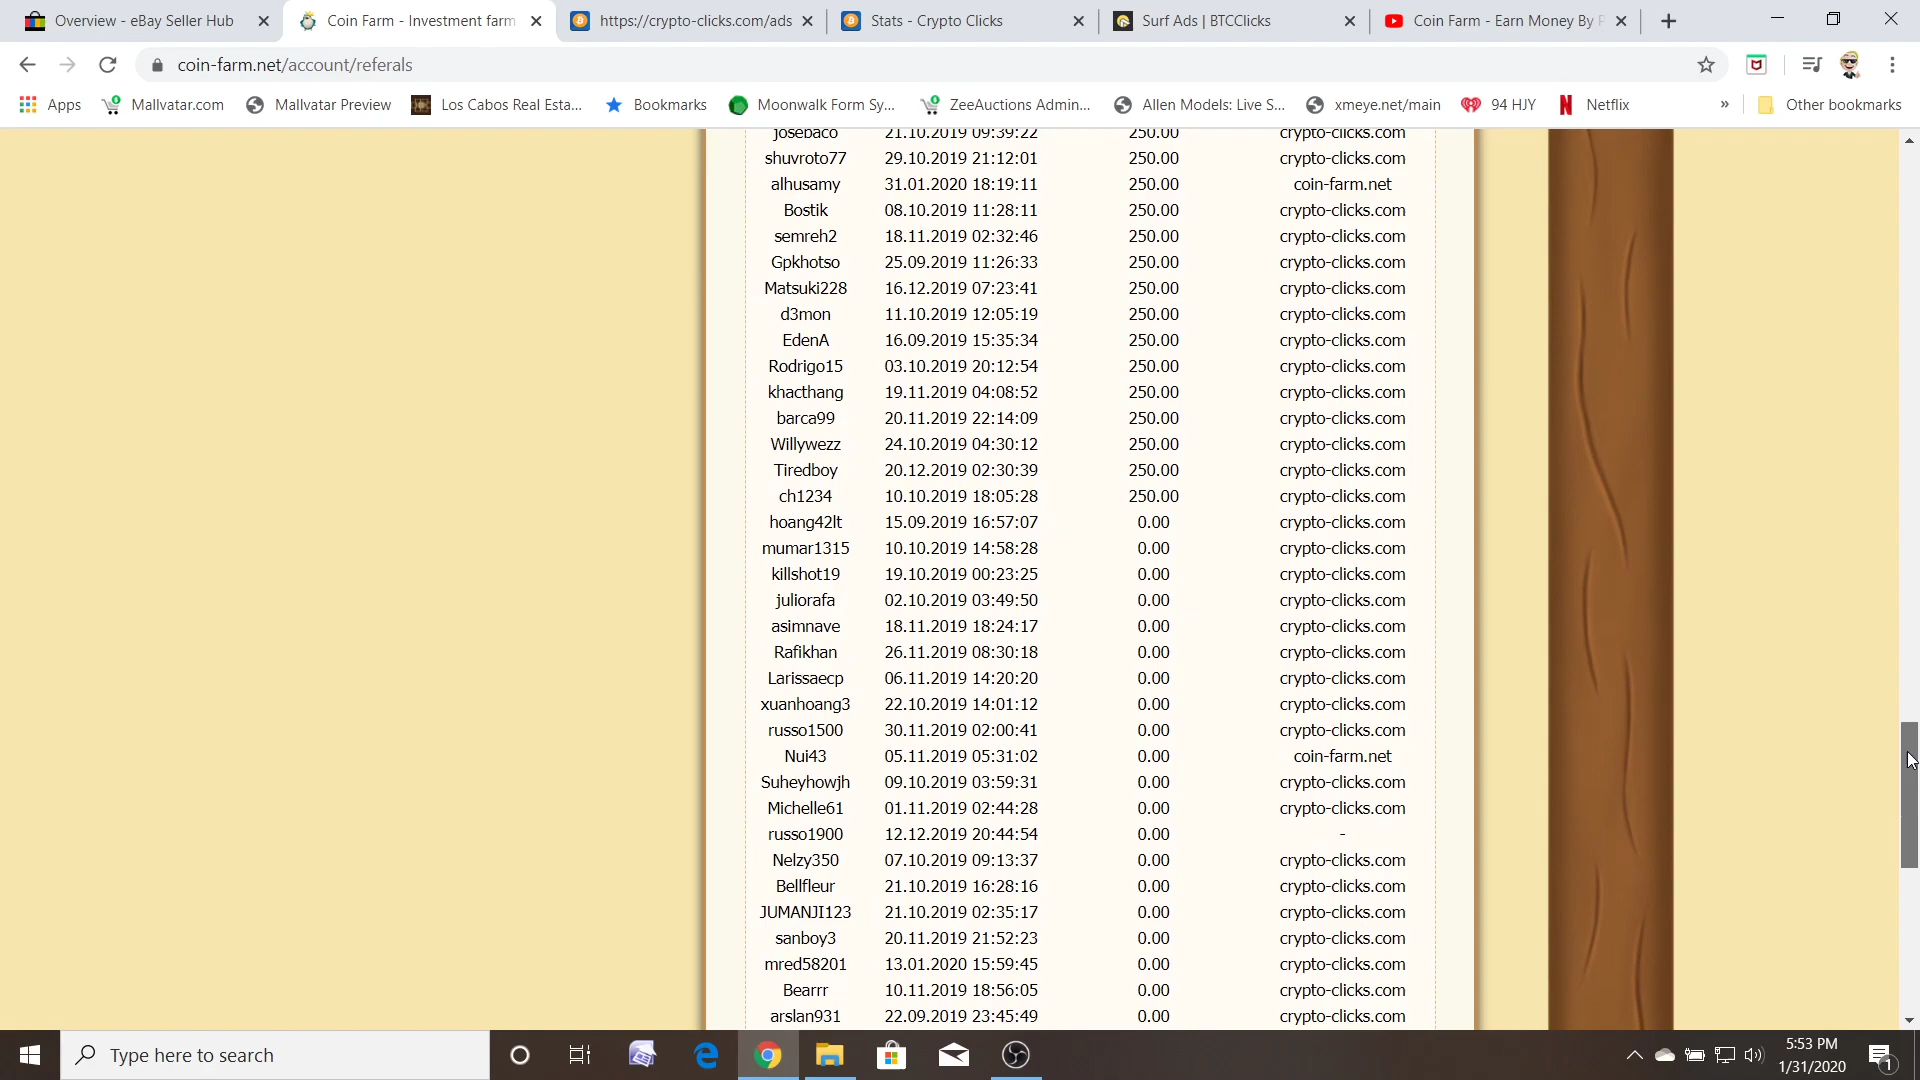 Overview - eBay Seller Hub
Coin Farm - Investment farm
https://crypto-clicks.com/ads
Stats - Crypto Clicks
Surf Ads | BTCClicks
Coin Farm - Earn Money By
coin-farm.net/account/referals
Apps
Mallvatar.com
Mallvatar Preview
Los Cabos Real Esta...
Bookmarks
Moonwalk Form Sy...
ZeeAuctions Admin...
Allen Models: Live S...
xmeye.net/main
94 HJY
Netflix
»
Other bookmarks
josebaco 21.10.2019 09:39:22 250.00 crypto-clicks.com
shuvroto77 29.10.2019 21:12:01 250.00 crypto-clicks.com
alhusamy 31.01.2020 18:19:11 250.00 coin-farm.net
Bostik 08.10.2019 11:28:11 250.00 crypto-clicks.com
semreh2 18.11.2019 02:32:46 250.00 crypto-clicks.com
Gpkhotso 25.09.2019 11:26:33 250.00 crypto-clicks.com
Matsuki228 16.12.2019 07:23:41 250.00 crypto-clicks.com
d3mon 11.10.2019 12:05:19 250.00 crypto-clicks.com
EdenA 16.09.2019 15:35:34 250.00 crypto-clicks.com
Rodrigo15 03.10.2019 20:12:54 250.00 crypto-clicks.com
khacthang 19.11.2019 04:08:52 250.00 crypto-clicks.com
barca99 20.11.2019 22:14:09 250.00 crypto-clicks.com
Willywezz 24.10.2019 04:30:12 250.00 crypto-clicks.com
Tiredboy 20.12.2019 02:30:39 250.00 crypto-clicks.com
ch1234 10.10.2019 18:05:28 250.00 crypto-clicks.com
hoang42lt 15.09.2019 16:57:07 0.00 crypto-clicks.com
mumar1315 10.10.2019 14:58:28 0.00 crypto-clicks.com
killshot19 19.10.2019 00:23:25 0.00 crypto-clicks.com
juliorafa 02.10.2019 03:49:50 0.00 crypto-clicks.com
asimnave 18.11.2019 18:24:17 0.00 crypto-clicks.com
Rafikhan 26.11.2019 08:30:18 0.00 crypto-clicks.com
Larissaecp 06.11.2019 14:20:20 0.00 crypto-clicks.com
xuanhoang3 22.10.2019 14:01:12 0.00 crypto-clicks.com
russo1500 30.11.2019 02:00:41 0.00 crypto-clicks.com
Nui43 05.11.2019 05:31:02 0.00 coin-farm.net
Suheyhowjh 09.10.2019 03:59:31 0.00 crypto-clicks.com
Michelle61 01.11.2019 02:44:28 0.00 crypto-clicks.com
russo1900 12.12.2019 20:44:54 0.00 -
Nelzy350 07.10.2019 09:13:37 0.00 crypto-clicks.com
Bellfleur 21.10.2019 16:28:16 0.00 crypto-clicks.com
JUMANJI123 21.10.2019 02:35:17 0.00 crypto-clicks.com
sanboy3 20.11.2019 21:52:23 0.00 crypto-clicks.com
mred58201 13.01.2020 15:59:45 0.00 crypto-clicks.com
Bearrr 10.11.2019 18:56:05 0.00 crypto-clicks.com
arslan931 22.09.2019 23:45:49 0.00 crypto-clicks.com
Type here to search
5:53 PM
1/31/2020
1